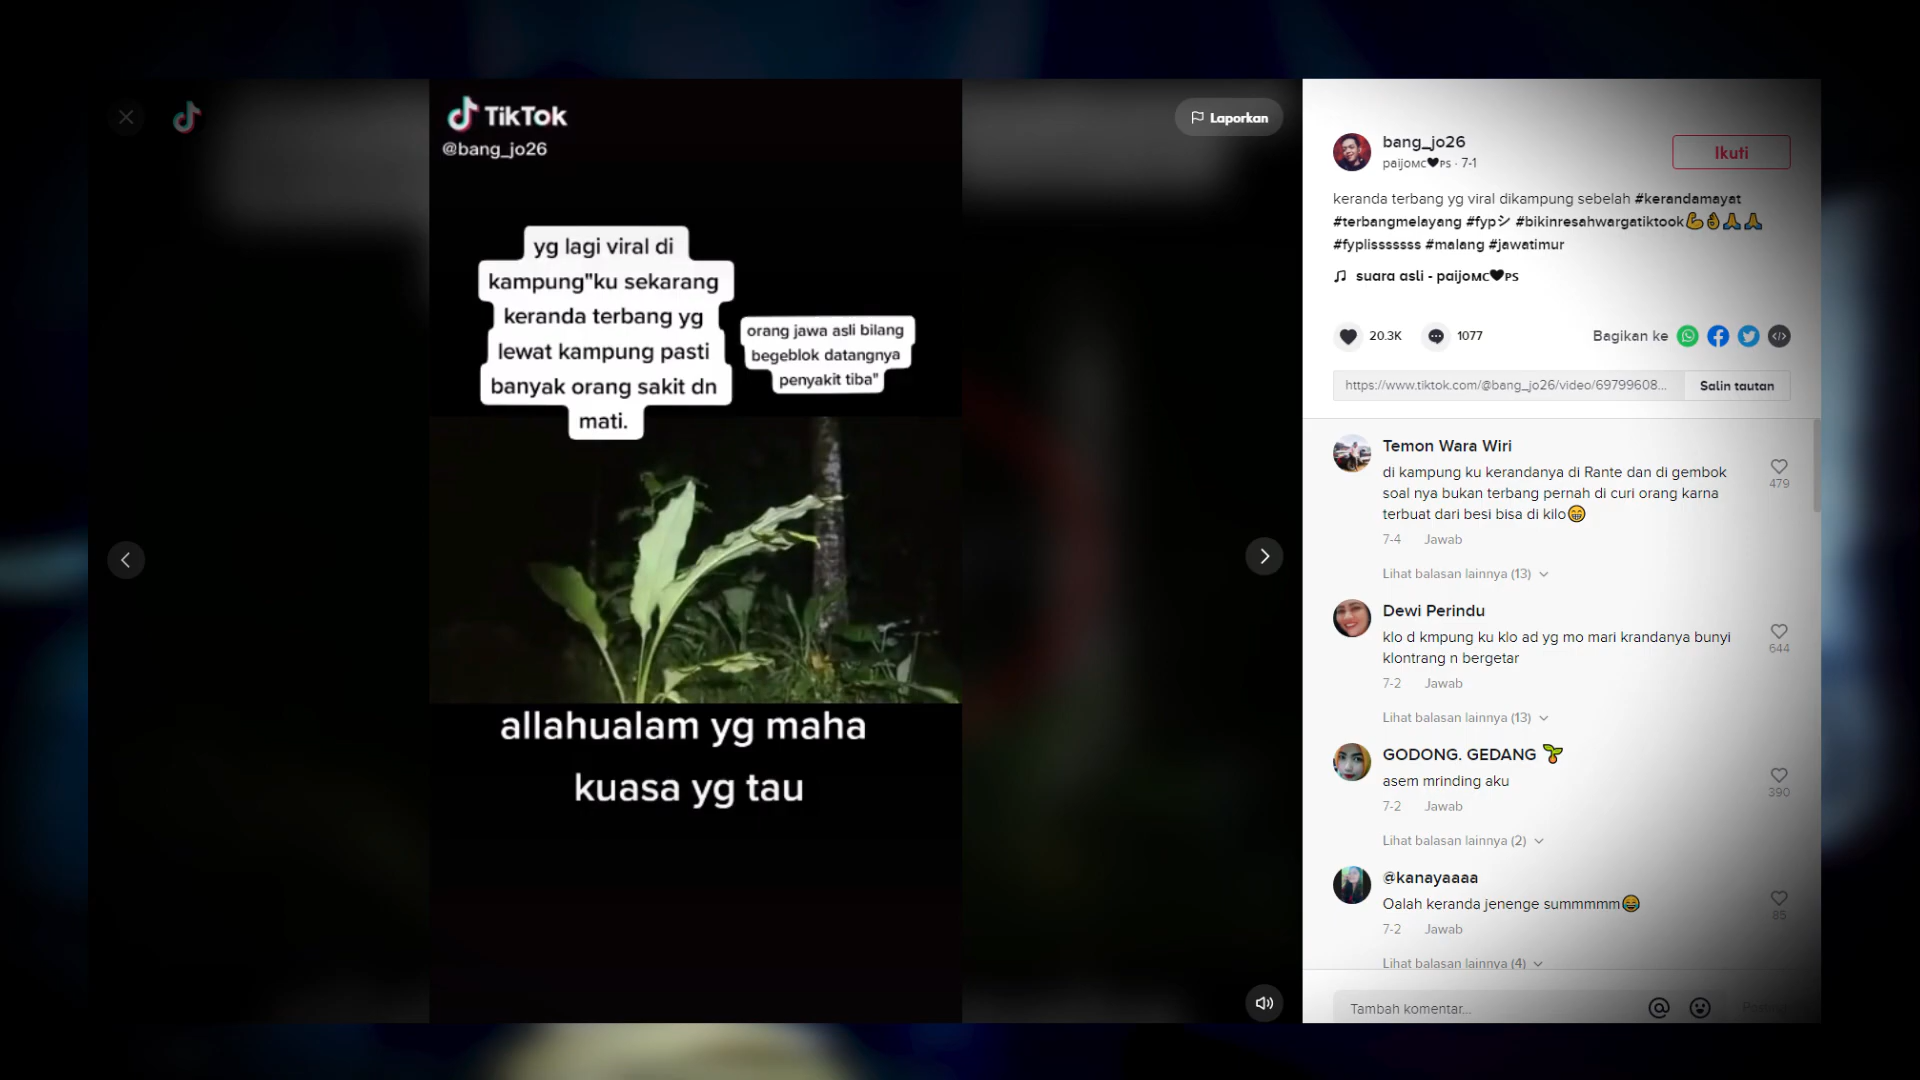 TikTok
@bang_jo26
yg lagi viral di
kampung"ku sekarang
keranda terbang yg
lewat kampung pasti
banyak orang sakit dn
mati.
orang jawa asli bilang
begeblok datangnya
penyakit tiba"
allahualam yg maha
kuasa yg tau
Laporkan
bang_jo26
paijoᴍᴄ🖤ᴘs · 7-1
Ikuti
keranda terbang yg viral dikampung sebelah #kerandamayat
#terbangmelayang #fypシ #bikinresahwargatiktook💪👌🙏🙏
#fyplisssssss #malang #jawatimur
♫ suara asli - paijoᴍᴄ🖤ᴘs
20.3K 1077 Bagikan ke
https://www.tiktok.com/@bang_jo26/video/69799608... Salin tautan
Temon Wara Wiri
di kampung ku kerandanya di Rante dan di gembok
soal nya bukan terbang pernah di curi orang karna
terbuat dari besi bisa di kilo😁
479
7-4 Jawab
Lihat balasan lainnya (13)
Dewi Perindu
klo d kmpung ku klo ad yg mo mari krandanya bunyi
klontrang n bergetar
644
7-2 Jawab
Lihat balasan lainnya (13)
GODONG. GEDANG 🌱
asem mrinding aku
390
7-2 Jawab
Lihat balasan lainnya (2)
@kanayaaaa
Oalah keranda jenenge summmmm😂
85
7-2 Jawab
Lihat balasan lainnya (4)
Tambah komentar...